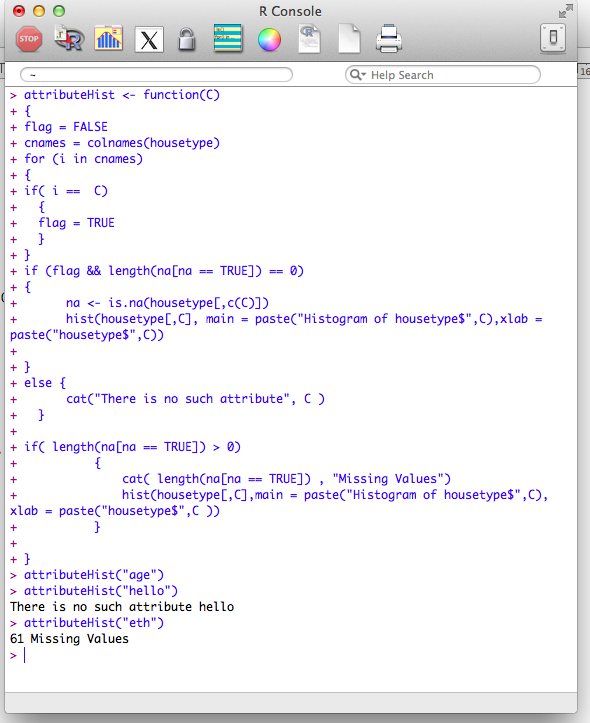 R Console
STOP
R
X
~
Help Search
16
> attributeHist <- function(C)
+ {
+ flag = FALSE
+ cnames = colnames(housetype)
+ for (i in cnames)
+ {
+ if( i ==  C)
+   {
+   flag = TRUE
+   }
+ }
+ if (flag && length(na[na == TRUE]) == 0)
+ {
+       na <- is.na(housetype[,c(C)])
+       hist(housetype[,C], main = paste("Histogram of housetype$",C),xlab =
paste("housetype$",C))
+
+ }
+ else {
+       cat("There is no such attribute", C )
+   }
+
+ if( length(na[na == TRUE]) > 0)
+           {
+               cat( length(na[na == TRUE]) , "Missing Values")
+               hist(housetype[,C],main = paste("Histogram of housetype$",C),
xlab = paste("housetype$",C ))
+           }
+
+ }
> attributeHist("age")
> attributeHist("hello")
There is no such attribute hello
> attributeHist("eth")
61 Missing Values
>